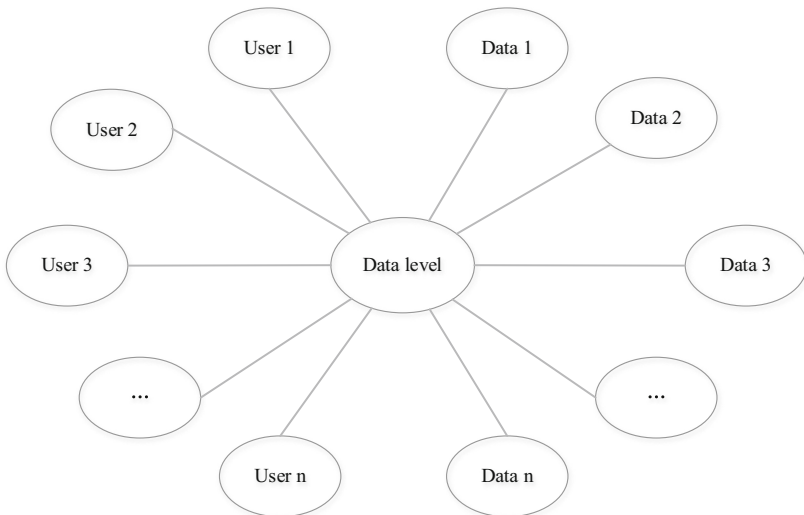 User 1
Data 1
User 2
Data 2
User 3
Data level
Data 3
...
...
User n
Data n